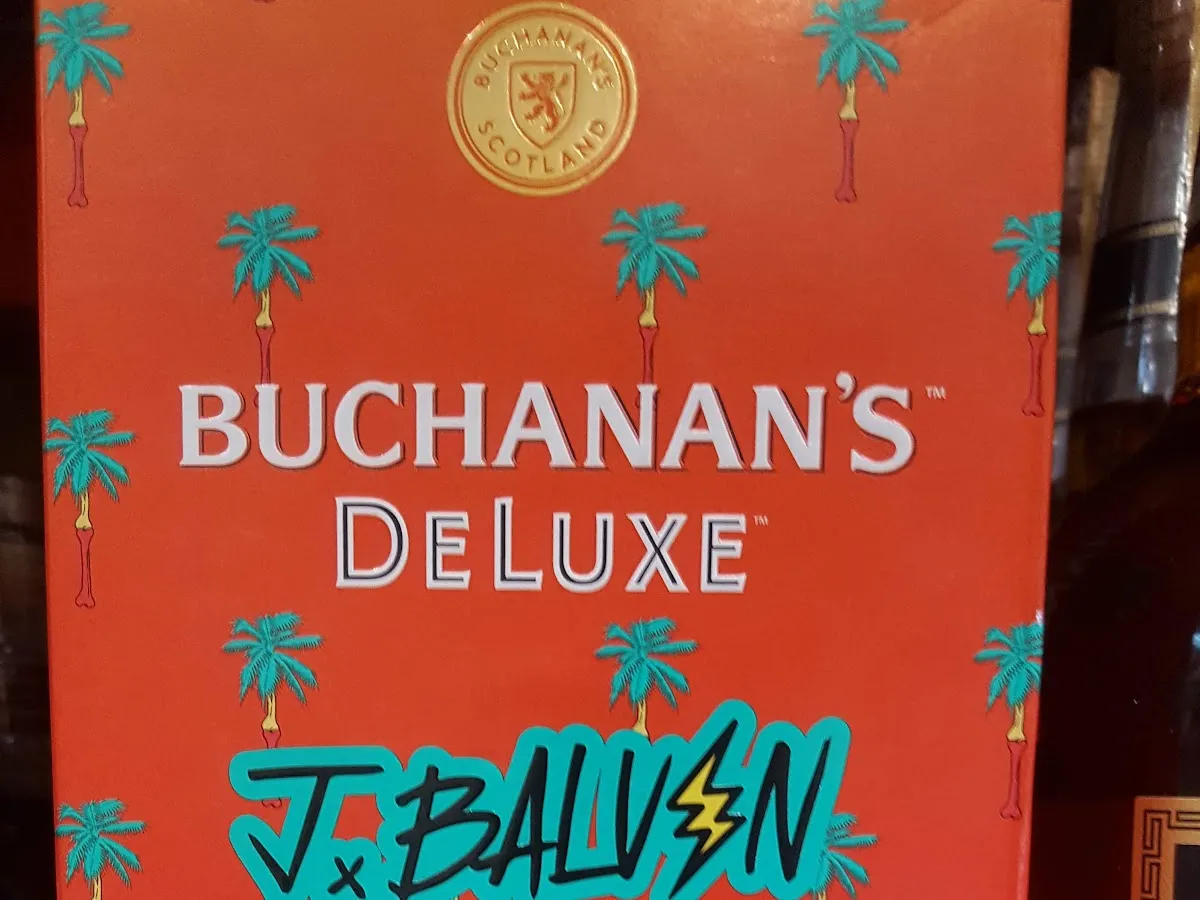 BUCHANAN'S
SCOTLAND
BUCHANAN'S™
DELUXE™
J x BALVIN